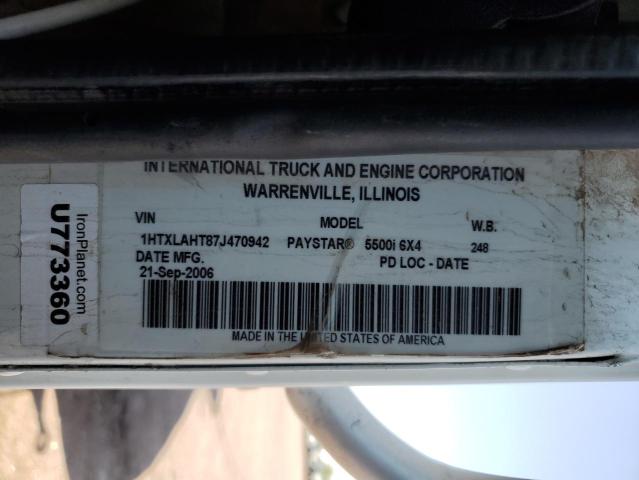 INTERNATIONAL TRUCK AND ENGINE CORPORATION
WARRENVILLE, ILLINOIS
VIN MODEL W.B.
1HTXLAHT87J470942 PAYSTAR® 5500i 6X4 248
DATE MFG. PD LOC - DATE
21-Sep-2006
MADE IN THE UNITED STATES OF AMERICA
IronPlanet.com
U773360